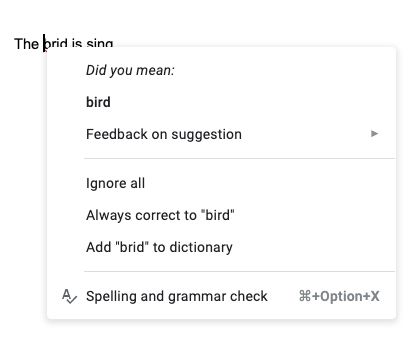 The brid is sing
Did you mean:
bird
Feedback on suggestion
Ignore all
Always correct to "bird"
Add "brid" to dictionary
Spelling and grammar check ⌘+Option+X